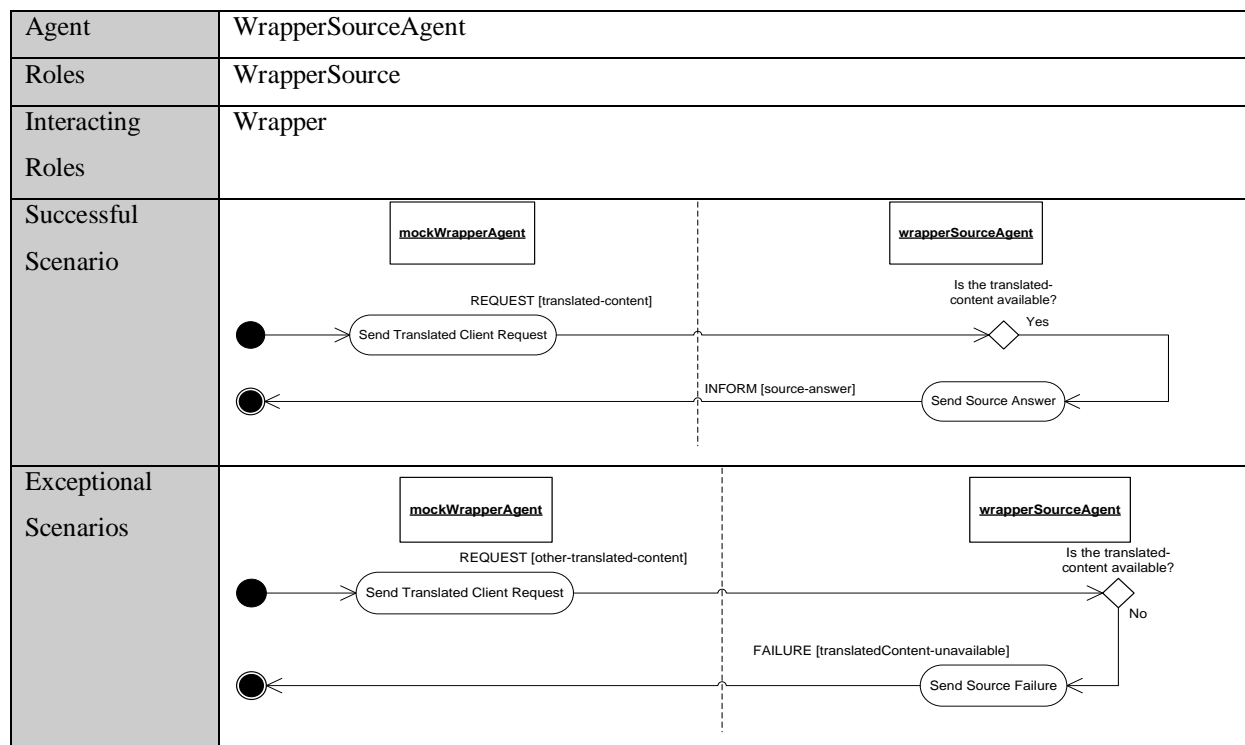 Agent
WrapperSourceAgent
Roles
WrapperSource
Interacting
Roles
Wrapper
Successful
Scenario
mockWrapperAgent
wrapperSourceAgent
Is the translated-
content available?
REQUEST [translated-content]
Yes
Send Translated Client Request
INFORM [source-answer]
Send Source Answer
Exceptional
Scenarios
mockWrapperAgent
wrapperSourceAgent
REQUEST [other-translated-content]
Is the translated-
content available?
Send Translated Client Request
No
FAILURE [translatedContent-unavailable]
Send Source Failure